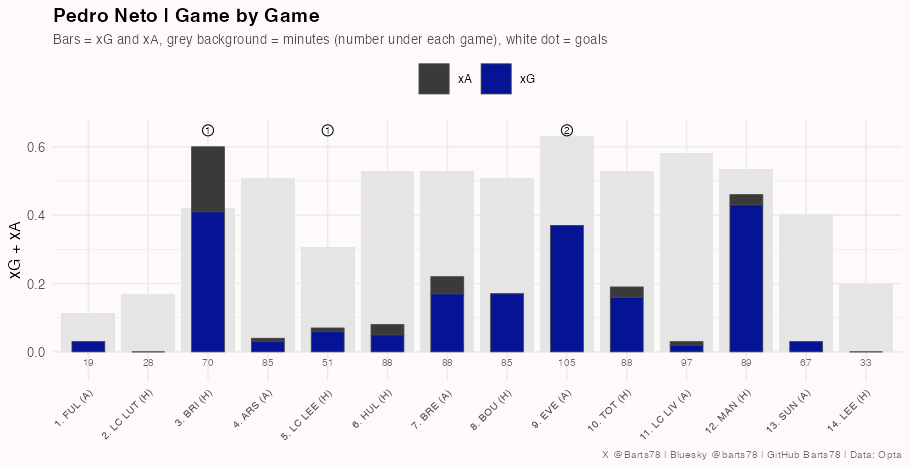 Pedro Neto | Game by Game
Bars = xG and xA, grey background = minutes (number under each game), white dot = goals
xA xG
1 1 2
0.6
0.4
0.2
0.0
xG + xA
19 28 70 85 51 88 88 85 105 88 97 89 67 33
1. FUL (A)
2. LC LUT (H)
3. BRI (H)
4. ARS (A)
5. LC LEE (H)
6. HUL (H)
7. BRE (A)
8. BOU (H)
9. EVE (A)
10. TOT (H)
11. LC LIV (A)
12. MAN (H)
13. SUN (A)
14. LEE (H)
X @Barts78 | Bluesky @barts78 | GitHub Barts78 | Data: Opta